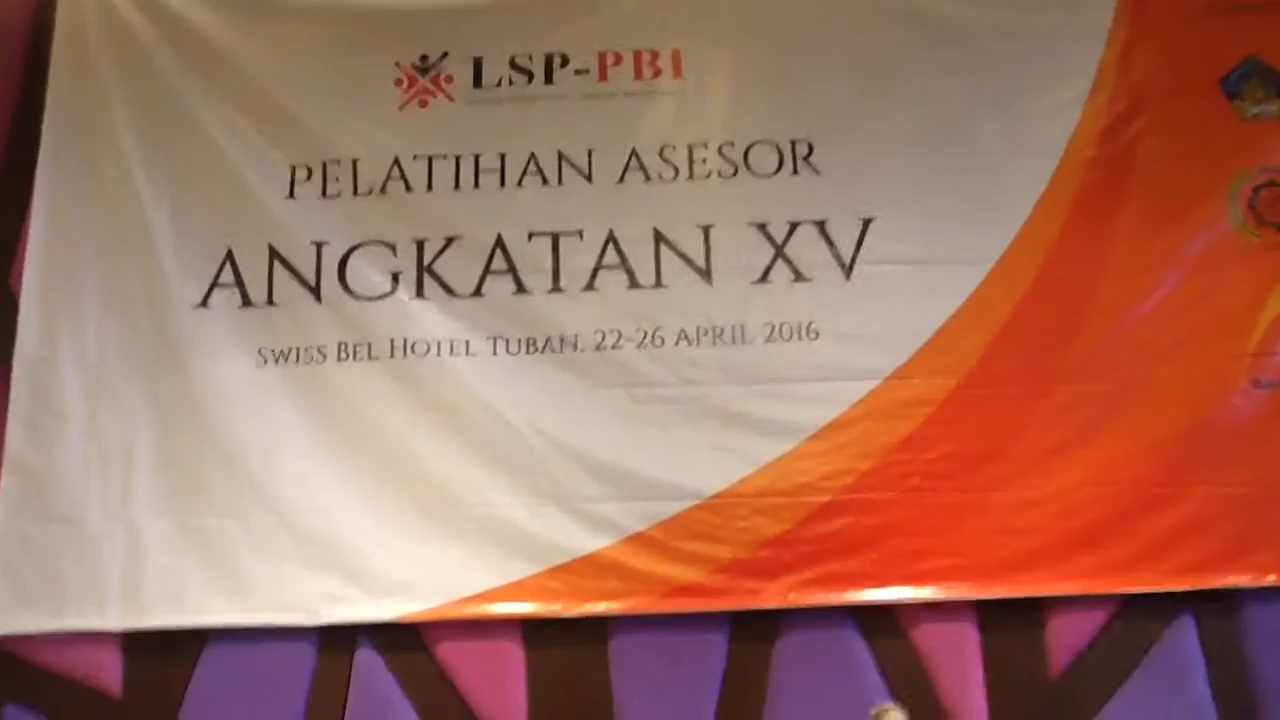 LSP-PBI
PELATIHAN ASESOR
ANGKATAN XV
SWISS BEL HOTEL TUBAN, 22-26 APRIL 2016